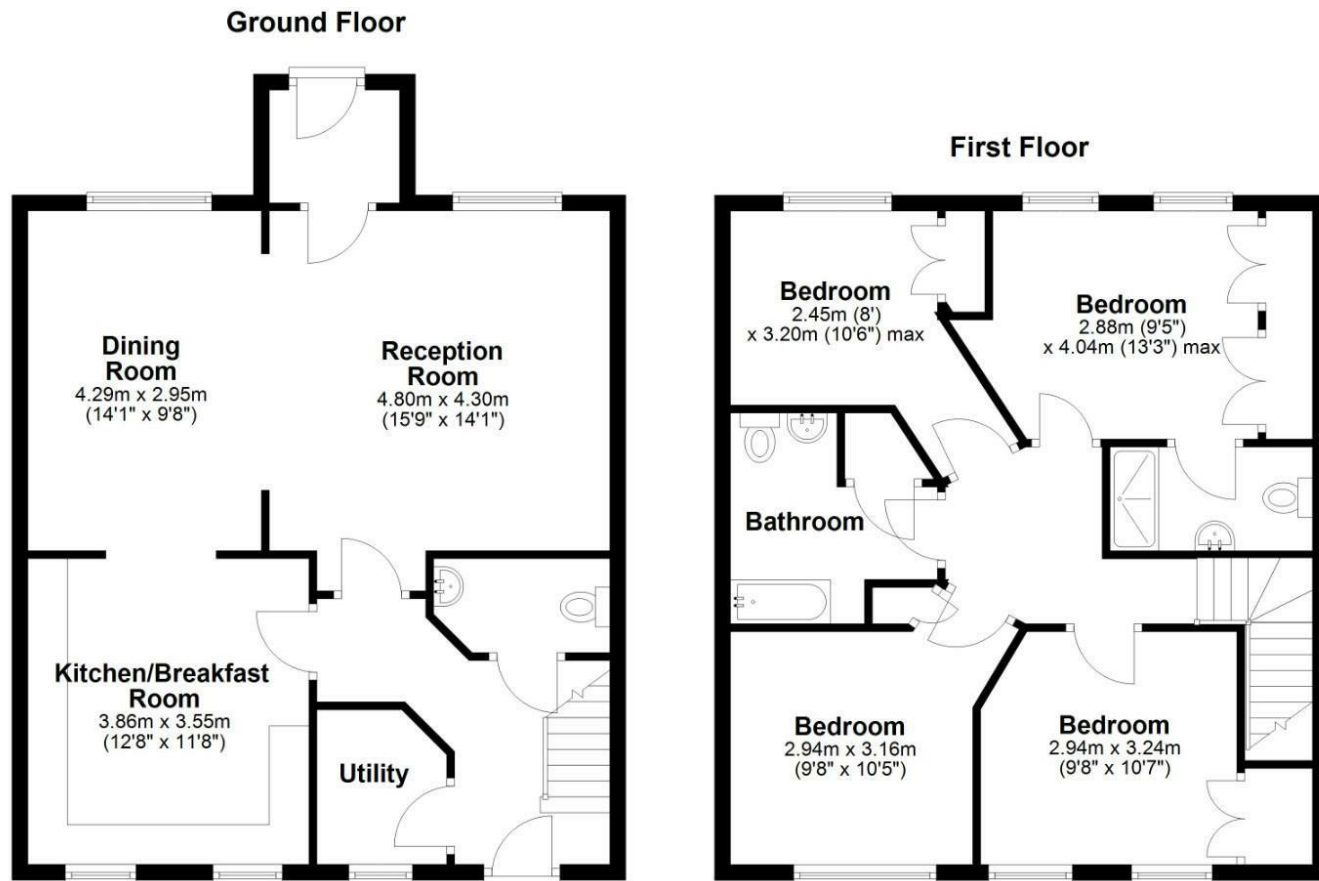 Ground Floor
Dining
Room
4.29m x 2.95m
(14'1" x 9'8")
Reception
Room
4.80m x 4.30m
(15'9" x 14'1")
Kitchen/Breakfast
Room
3.86m x 3.55m
(12'8" x 11'8")
Utility
First Floor
Bedroom
2.45m (8')
x 3.20m (10'6") max
Bedroom
2.88m (9'5")
x 4.04m (13'3") max
Bathroom
Bedroom
2.94m x 3.16m
(9'8" x 10'5")
Bedroom
2.94m x 3.24m
(9'8" x 10'7")